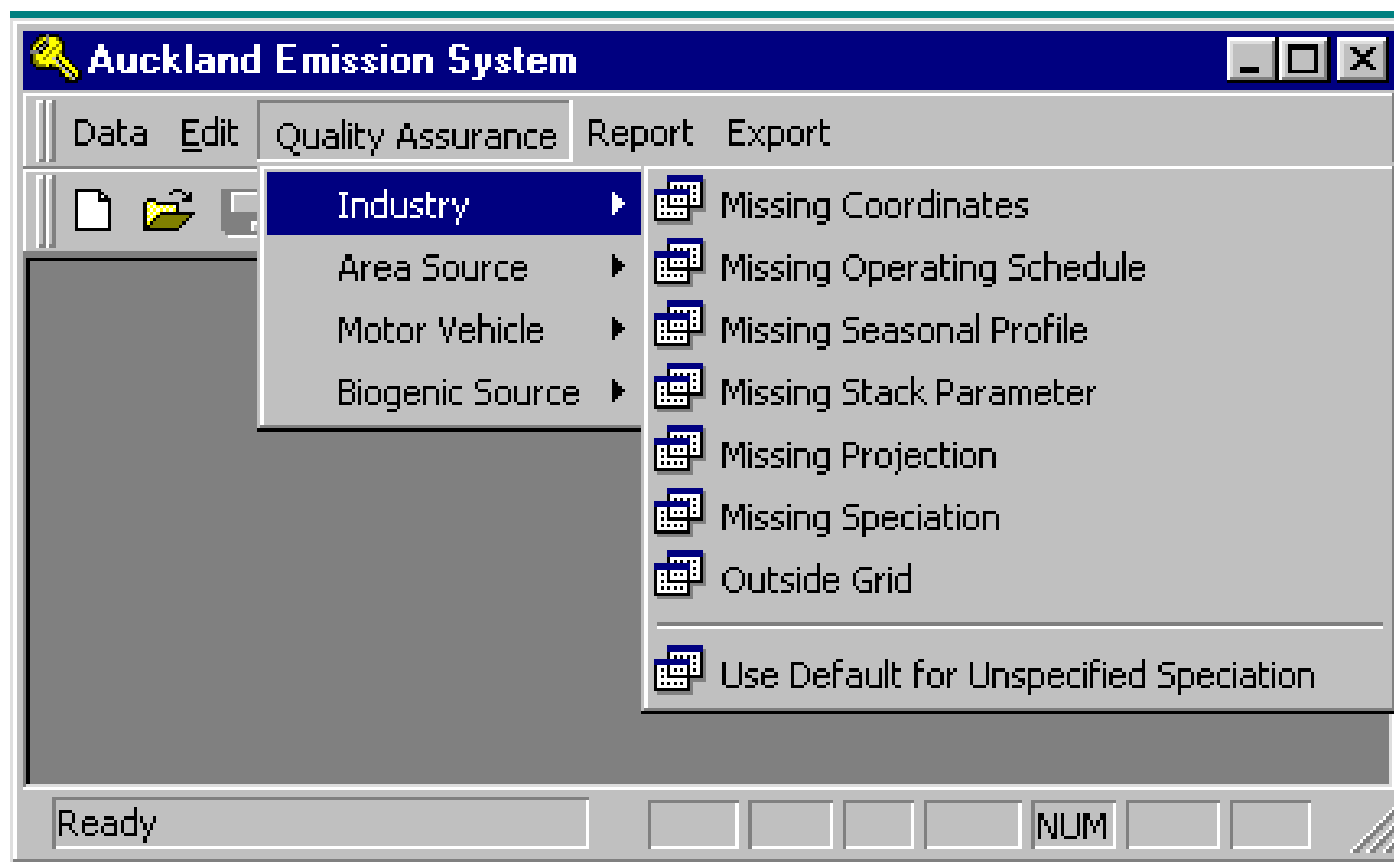 Auckland Emission System
Data Edit Quality Assurance Report Export
Industry
Area Source
Motor Vehicle
Biogenic Source
Missing Coordinates
Missing Operating Schedule
Missing Seasonal Profile
Missing Stack Parameter
Missing Projection
Missing Speciation
Outside Grid
Use Default for Unspecified Speciation
Ready
NUM